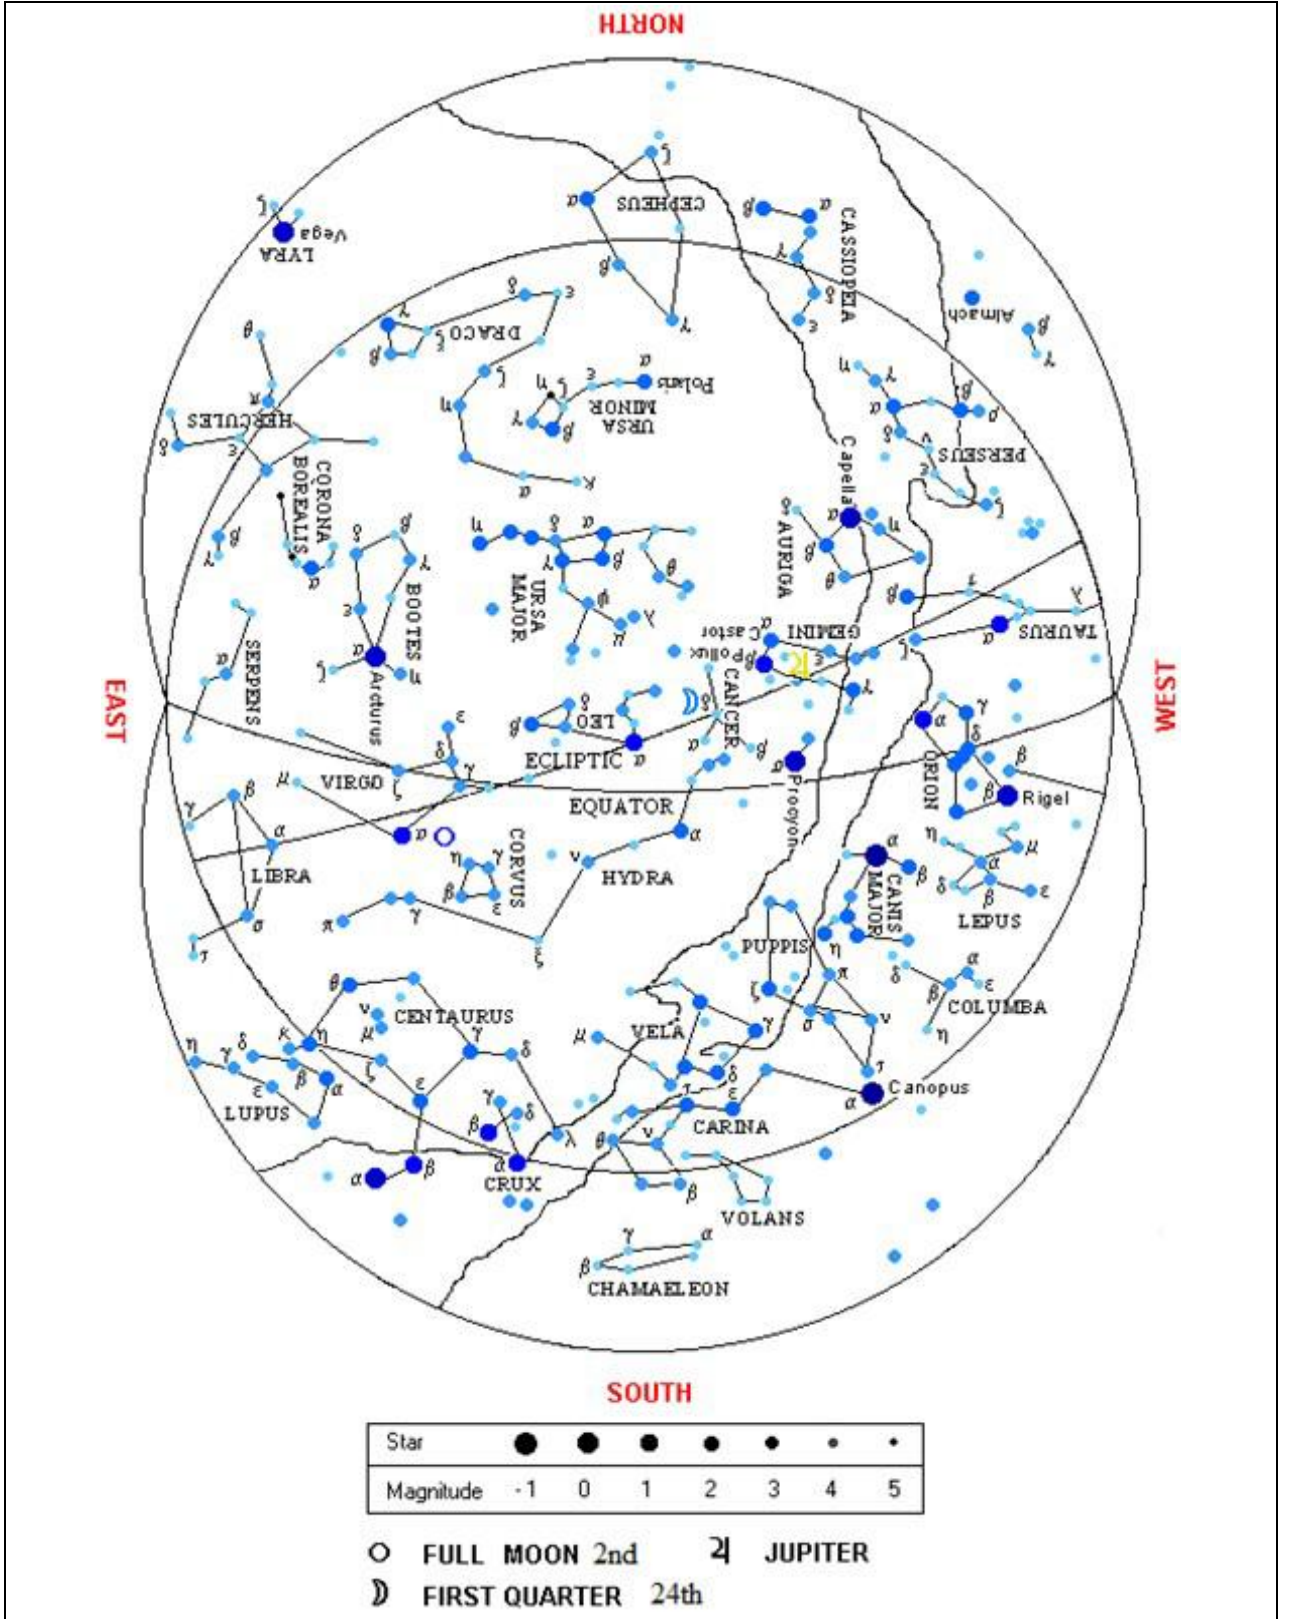 NORTH
ζ
CEPHEUS
α
β
γ
β
α
CASSIOPEIA
γ
δ
ε
ζ
Vega
LYRA
Almach
β
γ
δ
ε
γ
β
ξ
DRACO
ζ
η
α
κ
α
Polaris
ε
ζ
η
γ
β
URSA
MINOR
θ
π
HERCULES
δ
ε
β
γ
CORONA
BOREALIS
α
η
γ
α
β
ρ
δ
ν
ε
PERSEUS
ζ
Capella
α
η
δ
β
θ
AURIGA
η
δ
α
γ
β
θ
ψ
λ
μ
URSA
MAJOR
δ
β
γ
ε
BOOTES
α
ζ
η
Arcturus
SERPENS
α
β
τ
λ
TAURUS
α
ζ
α
Castor
GEMINI
Pollux
β
ε
γ
EAST
WEST
δ
CANCER
α
β
β
δ
LEO
ECLIPTIC
α
ε
δ
γ
VIRGO
ζ
μ
α
EQUATOR
α
Procyon
α
γ
δ
ORION
β
Rigel
β
γ
β
α
LIBRA
σ
τ
CORVUS
η
γ
β
ε
ν
HYDRA
α
π
γ
ξ
α
β
CANIS
MAJOR
η
η
μ
α
δ
β
ε
LEPUS
PUPPIS
ζ
π
σ
ν
τ
δ
α
β
ε
COLUMBA
η
θ
ν
μ
CENTAURUS
γ
δ
κ
η
ζ
ε
λ
η
γ
δ
β
α
ε
LUPUS
μ
VELA
γ
δ
τ
ε
Canopus
α
CARINA
θ
ν
β
γ
δ
β
α
CRUX
α
β
VOLANS
γ
α
β
CHAMAELEON
SOUTH
Star
Magnitude -1 0 1 2 3 4 5
FULL MOON 2nd ♃ JUPITER
FIRST QUARTER 24th